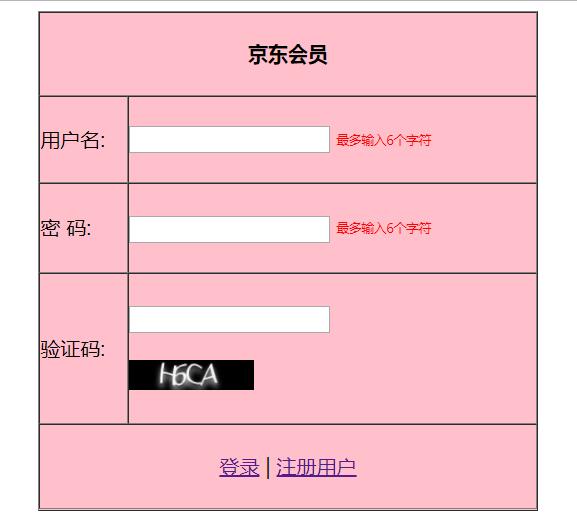 京东会员
用户名: 最多输入6个字符
密 码: 最多输入6个字符
验证码:
H6CA
登录 | 注册用户